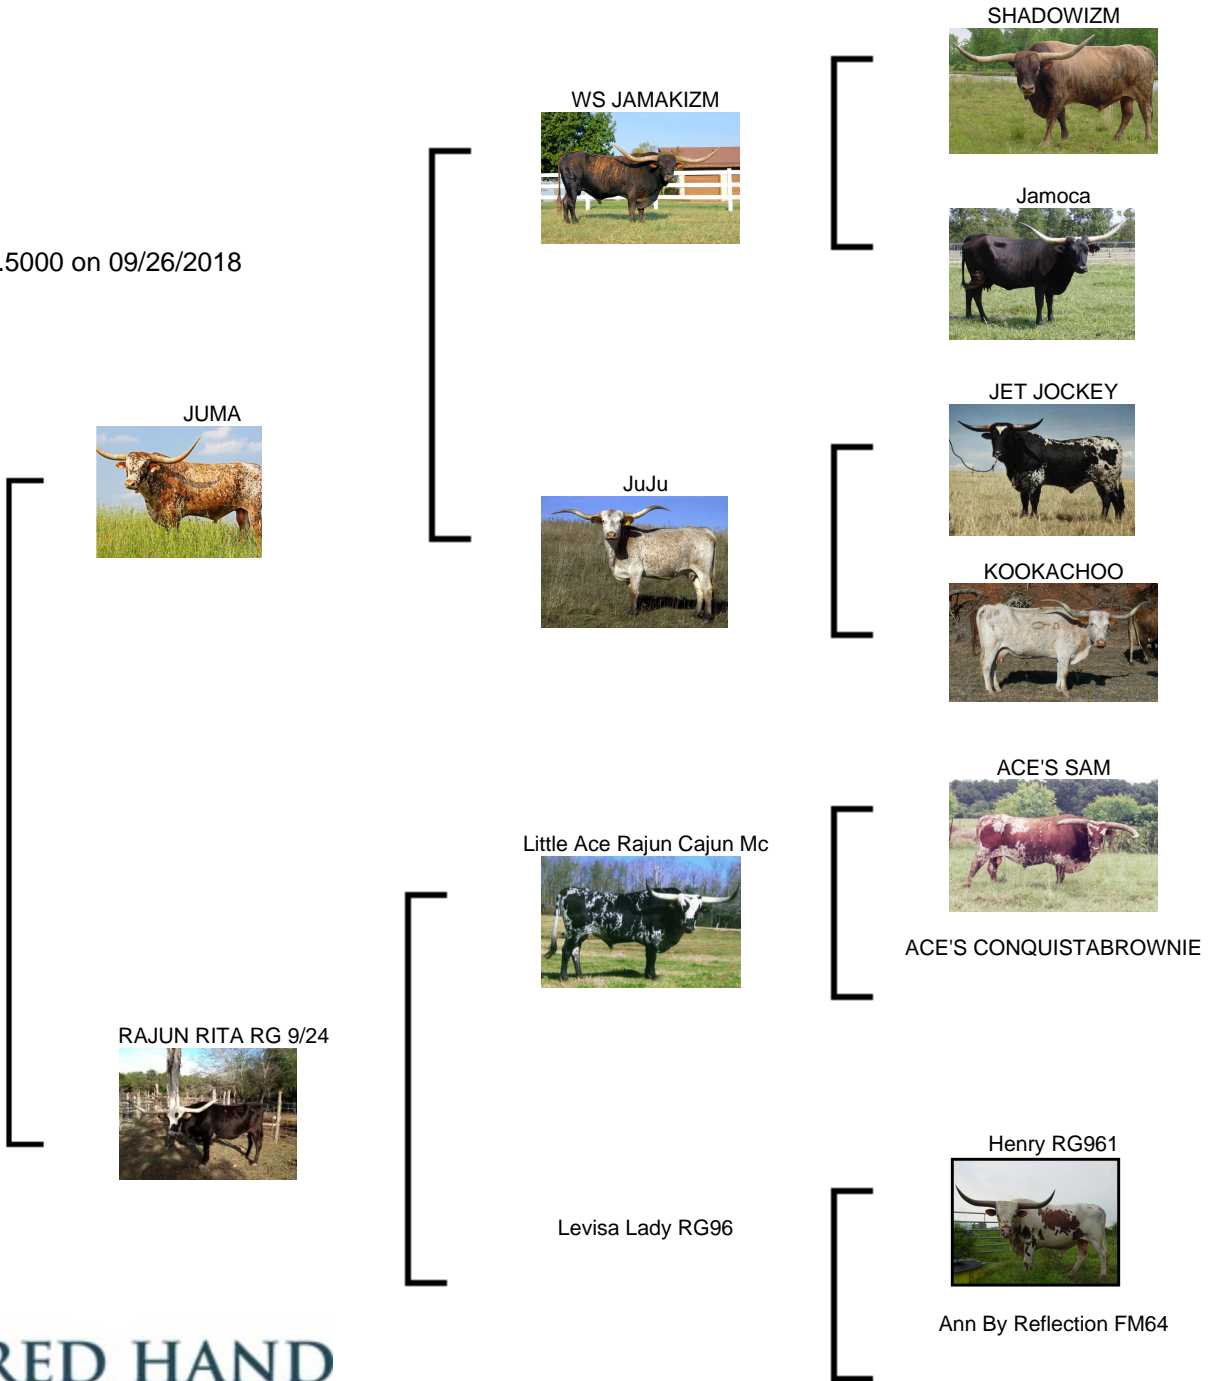 SHADOWIZM
WS JAMAKIZM
Jamoca
.5000 on 09/26/2018
JET JOCKEY
JUMA
JuJu
KOOKACHOO
ACE'S SAM
Little Ace Rajun Cajun Mc
ACE'S CONQUISTABROWNIE
RAJUN RITA RG 9/24
Henry RG961
Levisa Lady RG96
Ann By Reflection FM64
RED HAND